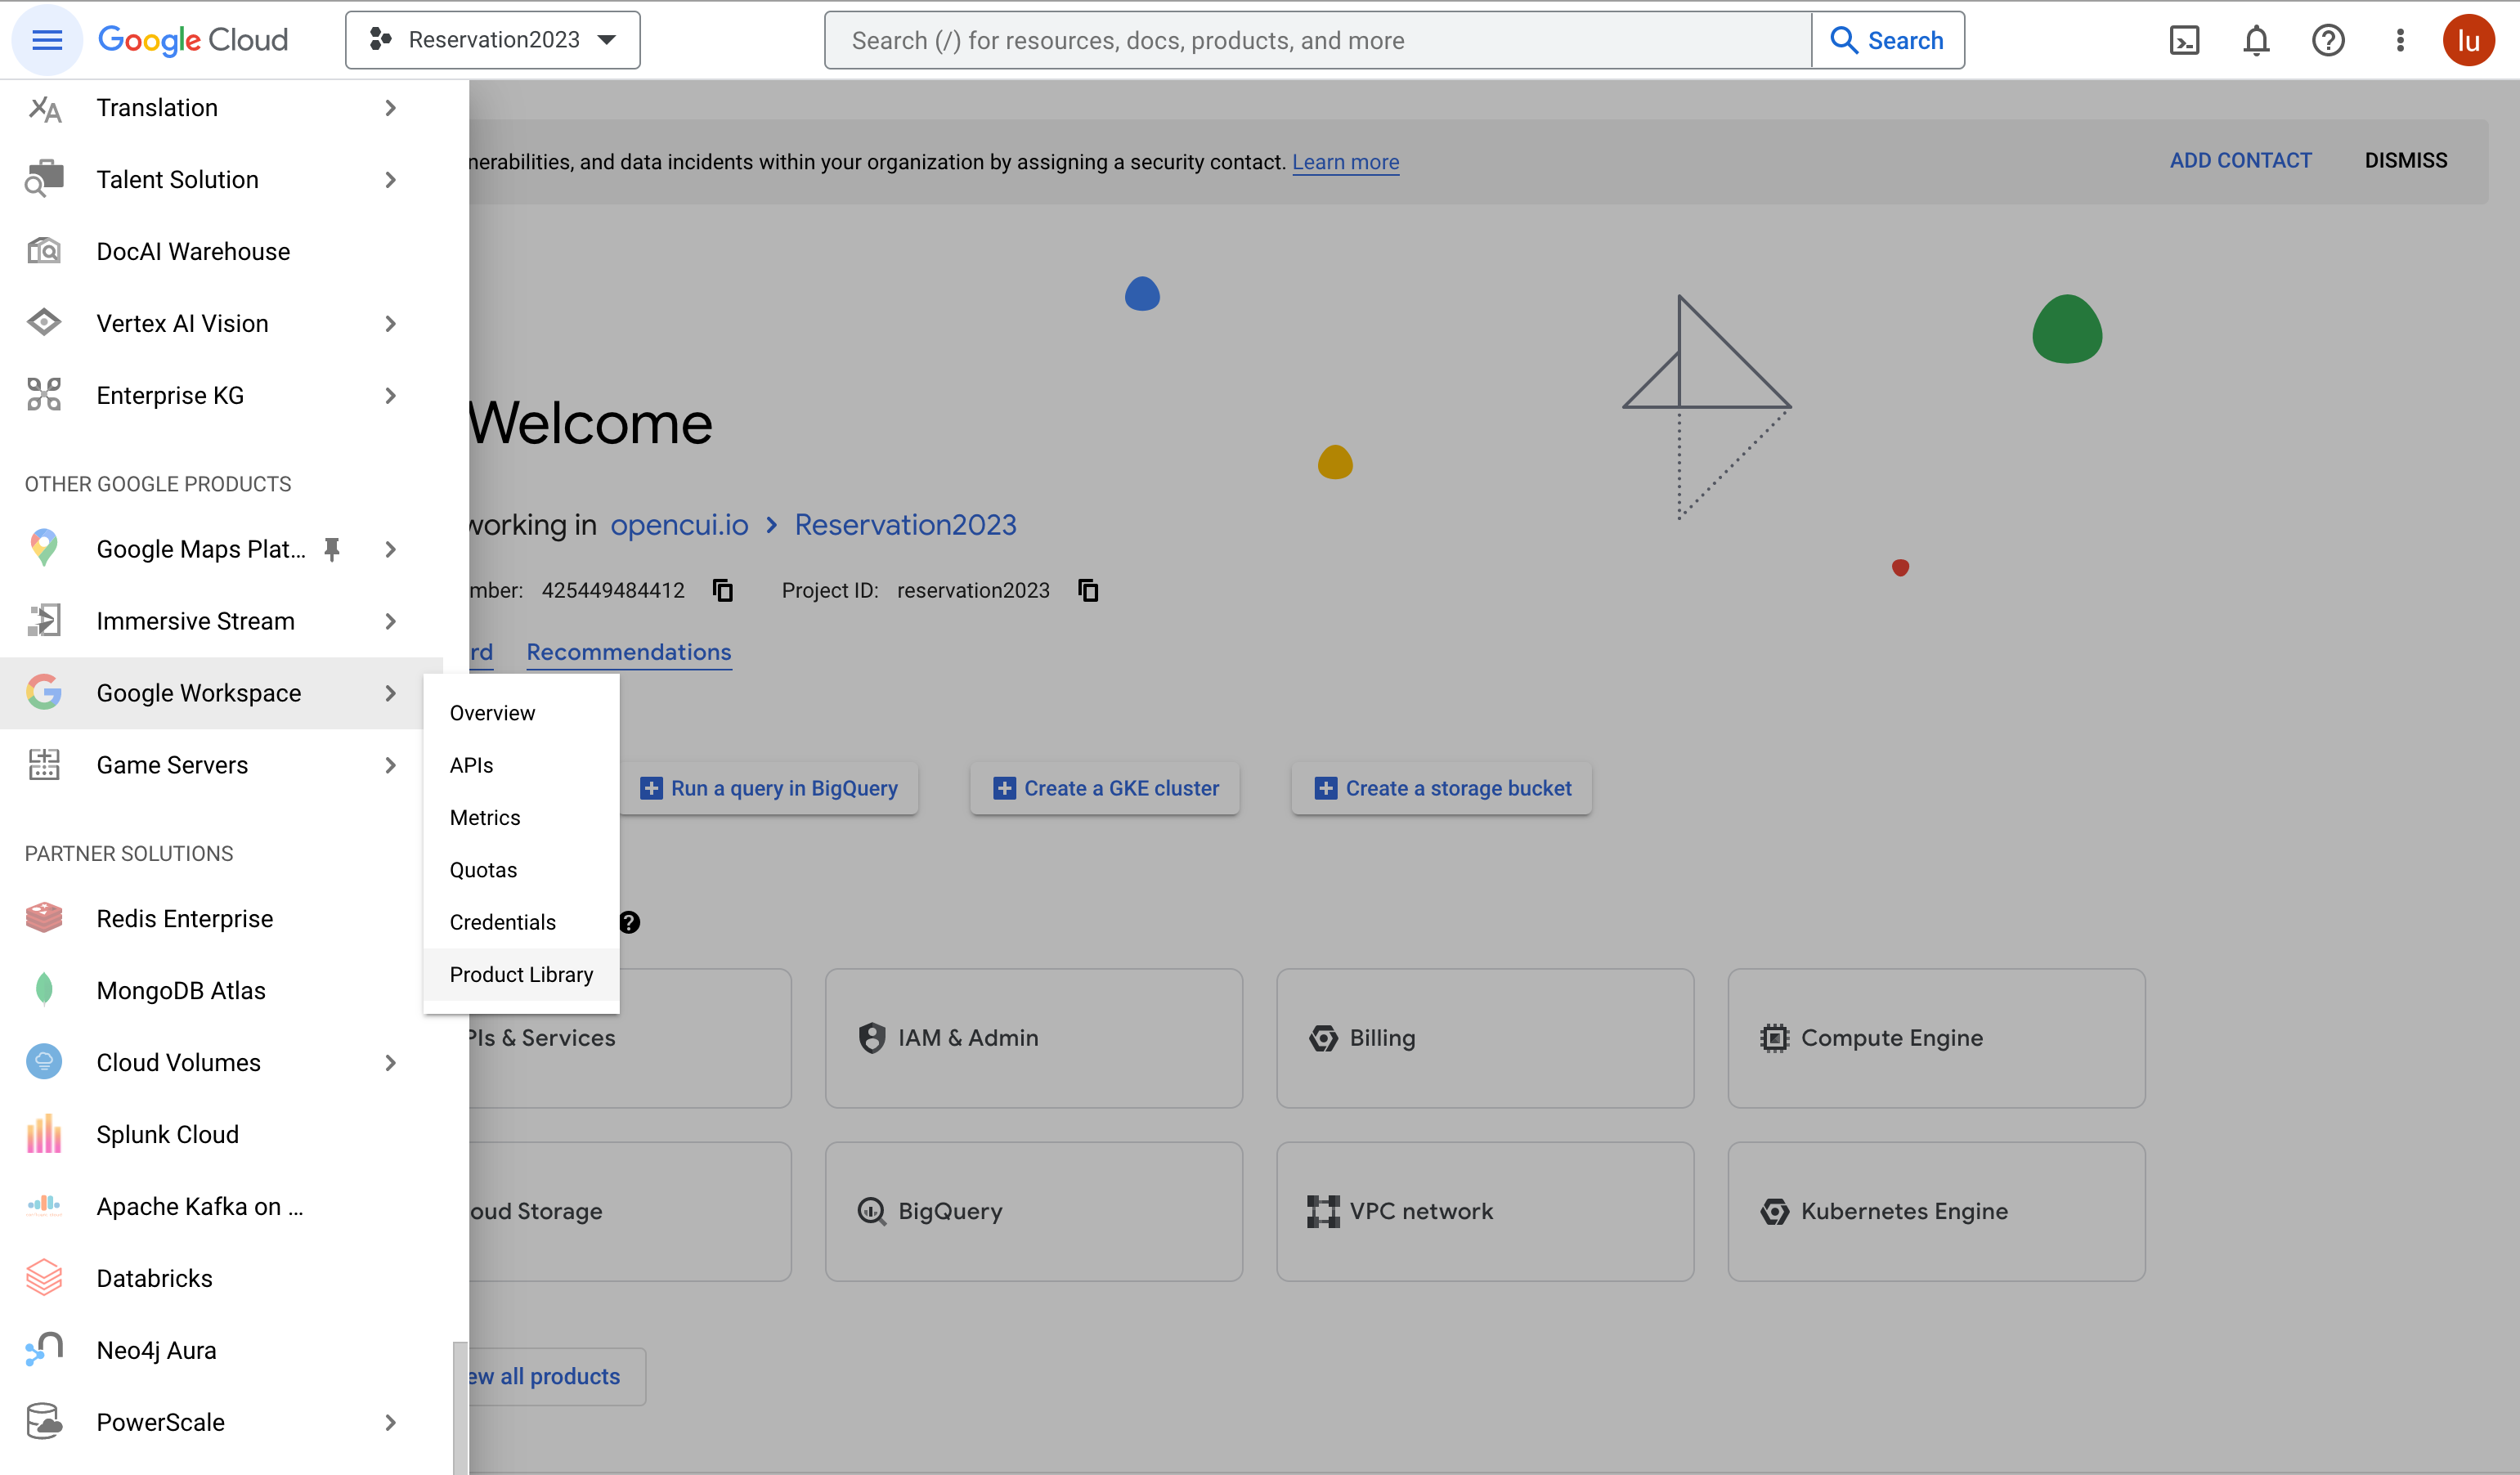 Google Cloud
Reservation2023
Search (/) for resources, docs, products, and more
Search
lu
Translation
Talent Solution
DocAI Warehouse
Vertex AI Vision
Enterprise KG
OTHER GOOGLE PRODUCTS
Google Maps Plat...
Immersive Stream
Google Workspace
Game Servers
PARTNER SOLUTIONS
Redis Enterprise
MongoDB Atlas
Cloud Volumes
Splunk Cloud
Apache Kafka on ...
Databricks
Neo4j Aura
PowerScale
Overview
APIs
Metrics
Quotas
Credentials
Product Library
nerabilities, and data incidents within your organization by assigning a security contact. Learn more
ADD CONTACT
DISMISS
Welcome
working in opencui.io > Reservation2023
mber: 425449484412 Project ID: reservation2023
rd Recommendations
Run a query in BigQuery
Create a GKE cluster
Create a storage bucket
PIs & Services
IAM & Admin
Billing
Compute Engine
oud Storage
BigQuery
VPC network
Kubernetes Engine
ew all products